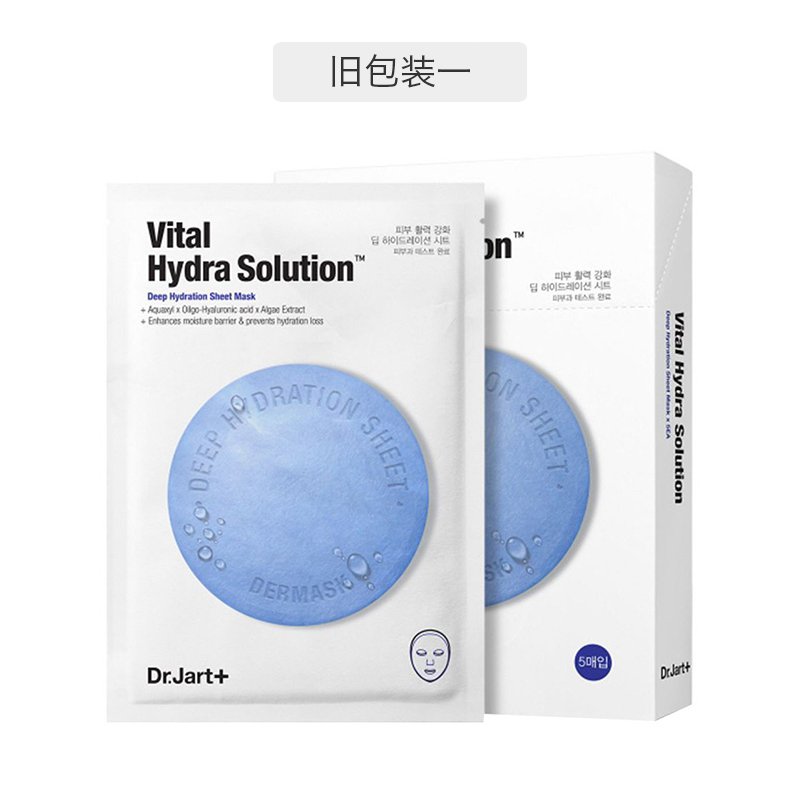 旧包装一
Vital
Hydra Solution™
Deep Hydration Sheet Mask
+ Aquaxyl x Oligo-Hyaluronic acid x Algae Extract
+ Enhances moisture barrier & prevents hydration loss
피부 활력 강화
딥 하이드레이션 시트
피부과 테스트 완료
DEEP HYDRATION SHEET
DERMASK
Dr.Jart+
on™
피부 활력 강화
딥 하이드레이션 시트
피부과 테스트 완료
ON SHEET
SK
5매입
Vital Hydra Solution
Deep Hydration Sheet Mask x 5EA
Dr.Jart+